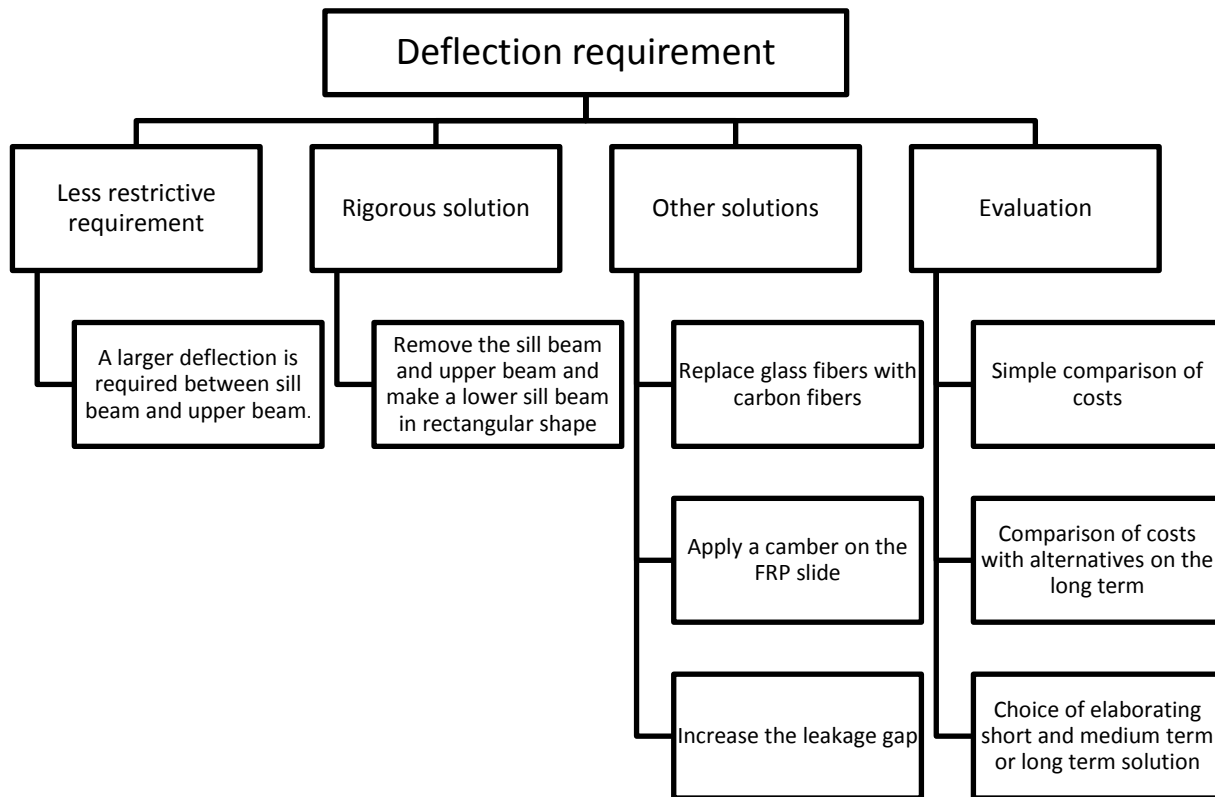 Deflection requirement
Less restrictive
requirement
A larger deflection is
required between sill
beam and upper beam.
Rigorous solution
Remove the sill beam
and upper beam and
make a lower sill beam
in rectangular shape
Other solutions
Replace glass fibers with
carbon fibers
Apply a camber on the
FRP slide
Increase the leakage gap
Evaluation
Simple comparison of
costs
Comparison of costs
with alternatives on the
long term
Choice of elaborating
short and medium term
or long term solution